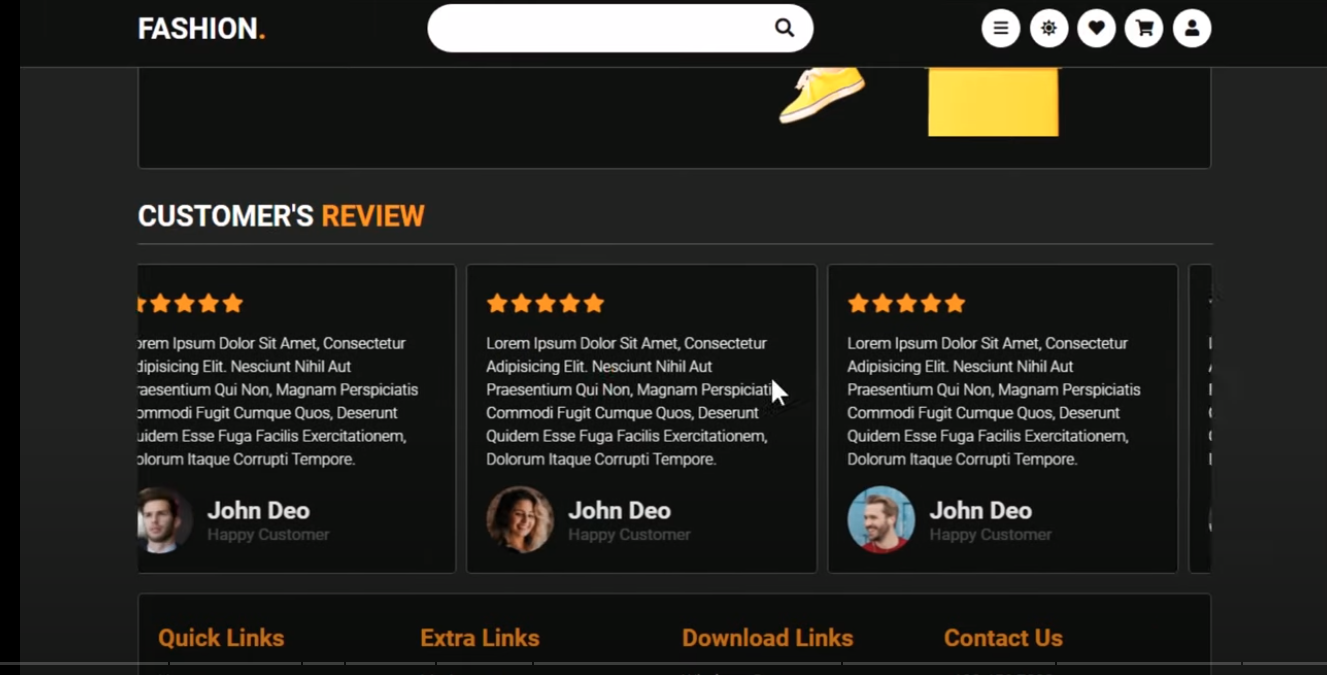 FASHION.
CUSTOMER'S REVIEW
orem Ipsum Dolor Sit Amet, Consectetur
dipisicing Elit. Nesciunt Nihil Aut
raesentium Qui Non, Magnam Perspiciatis
ommodi Fugit Cumque Quos, Deserunt
uidem Esse Fuga Facilis Exercitationem,
olorum Itaque Corrupti Tempore.
John Deo
Happy Customer
Lorem Ipsum Dolor Sit Amet, Consectetur
Adipisicing Elit. Nesciunt Nihil Aut
Praesentium Qui Non, Magnam Perspiciati
Commodi Fugit Cumque Quos, Deserunt
Quidem Esse Fuga Facilis Exercitationem,
Dolorum Itaque Corrupti Tempore.
John Deo
Happy Customer
Lorem Ipsum Dolor Sit Amet, Consectetur
Adipisicing Elit. Nesciunt Nihil Aut
Praesentium Qui Non, Magnam Perspiciatis
Commodi Fugit Cumque Quos, Deserunt
Quidem Esse Fuga Facilis Exercitationem,
Dolorum Itaque Corrupti Tempore.
John Deo
Happy Customer
Quick Links
Extra Links
Download Links
Contact Us